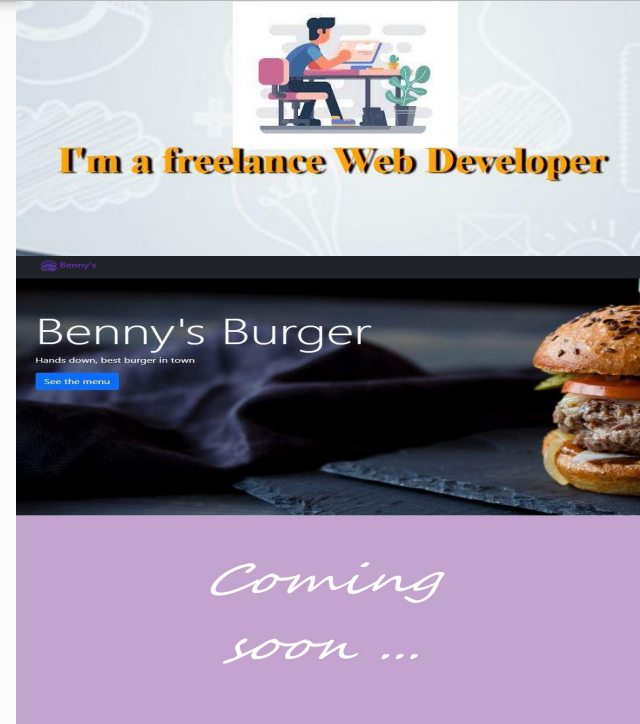 I'm a freelance Web Developer
Benny's
Benny's Burger
Hands down, best burger in town
See the menu
Coming
soon ...